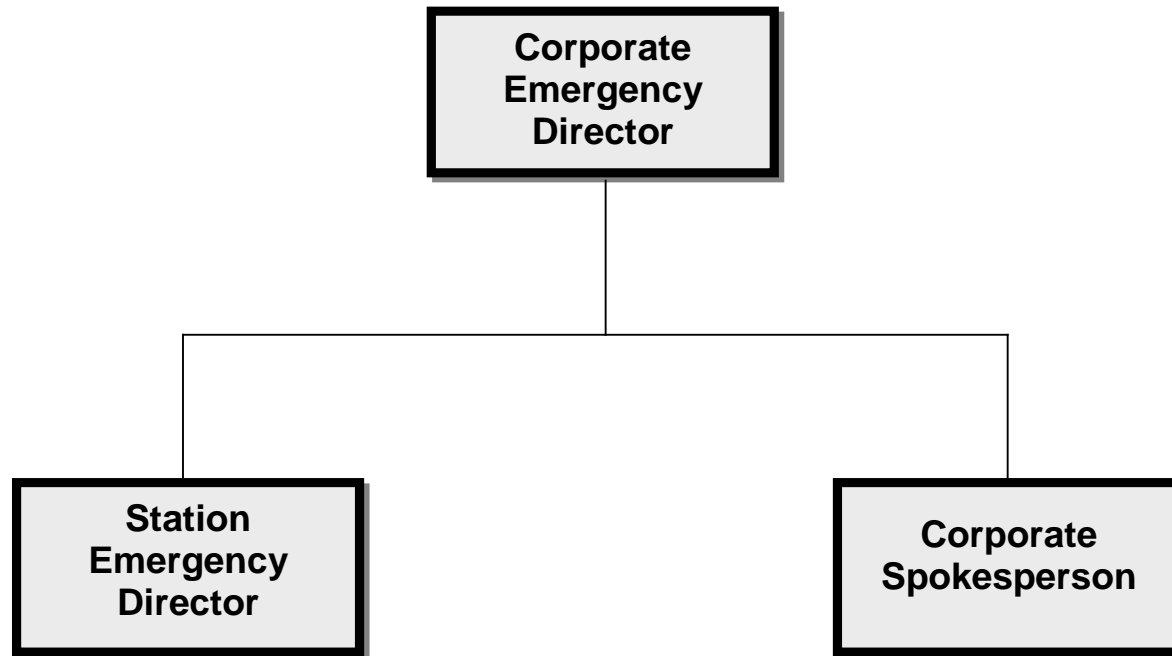 Corporate
Emergency
Director
Station
Emergency
Director
Corporate
Spokesperson